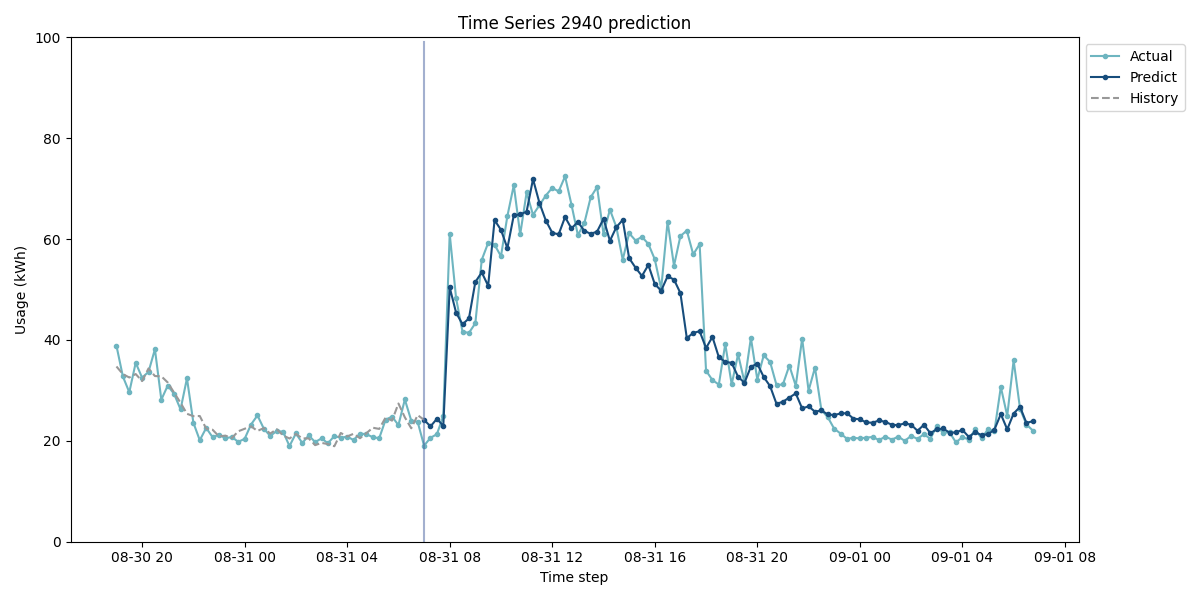 Time Series 2940 prediction
100
80
60
40
20
0
Usage (kWh)
08-30 20
08-31 00
08-31 04
08-31 08
08-31 12
08-31 16
08-31 20
09-01 00
09-01 04
09-01 08
Time step
Actual
Predict
History